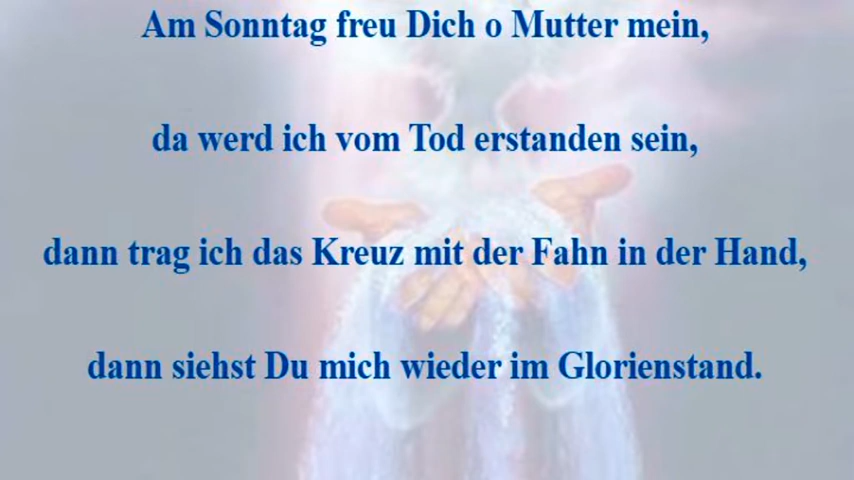 Am Sonntag freu Dich o Mutter mein,
da werd ich vom Tod erstanden sein,
dann trag ich das Kreuz mit der Fahn in der Hand,
dann siehst Du mich wieder im Glorienstand.